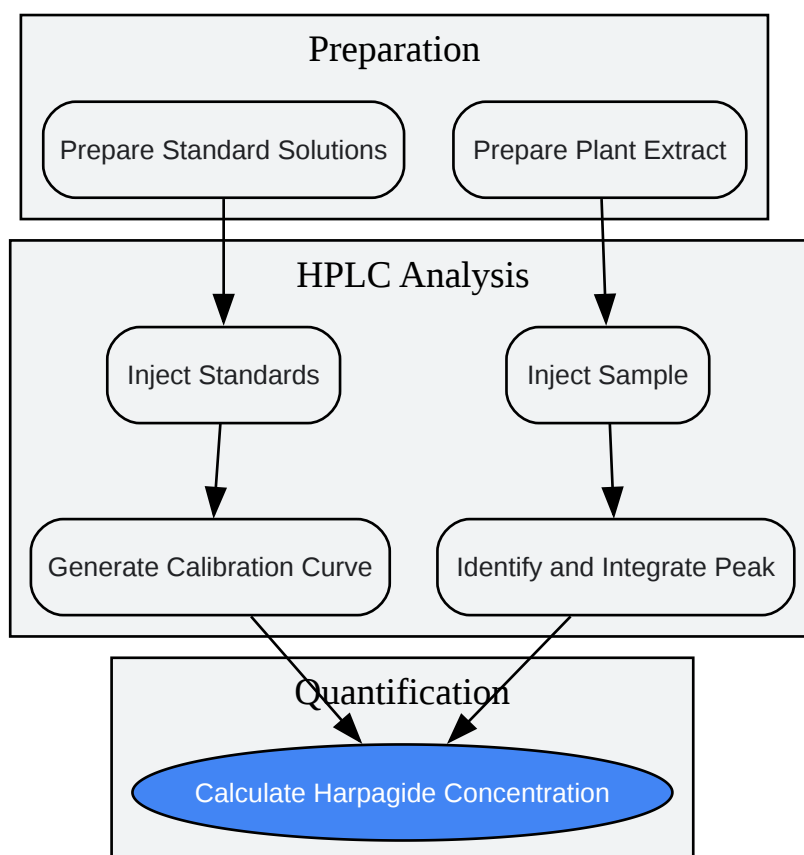 Preparation
Prepare Standard Solutions
Prepare Plant Extract
HPLC Analysis
Inject Standards
Inject Sample
Generate Calibration Curve
Identify and Integrate Peak
Quantification
Calculate Harpagide Concentration